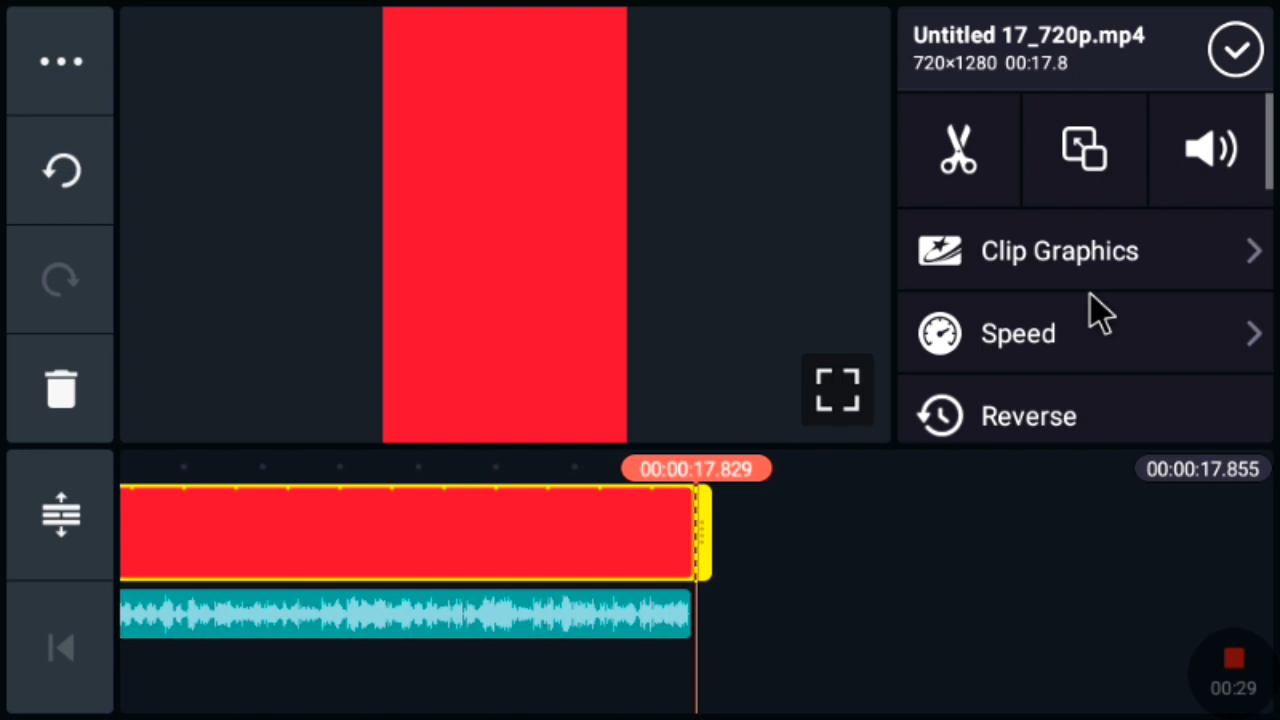 Untitled 17_720p.mp4
720×1280 00:17.8
Clip Graphics
Speed
Reverse
00:00:17.829
00:00:17.855
00:29